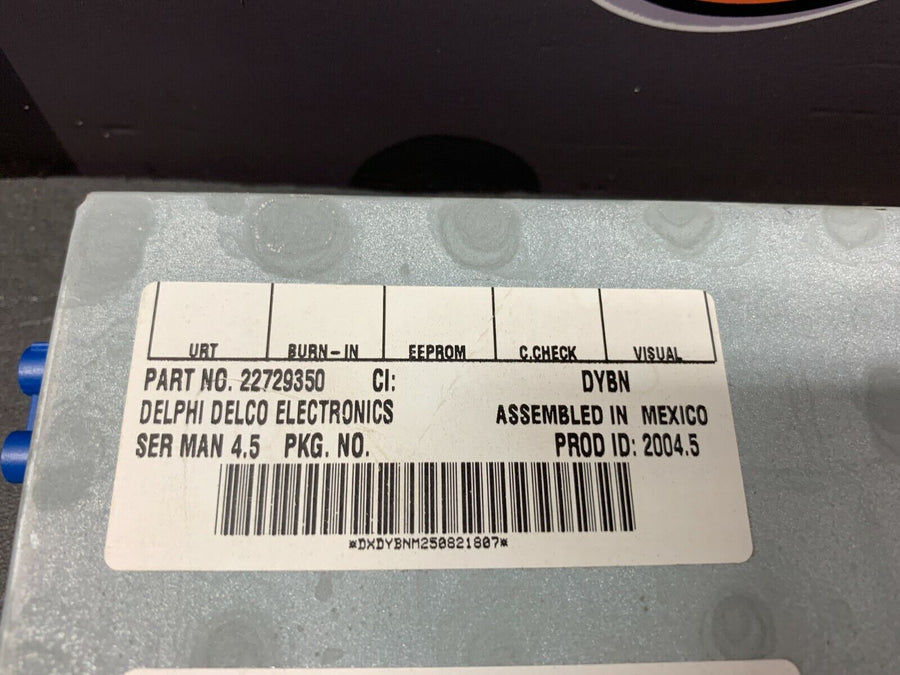 URT BURN-IN EEPROM C.CHECK VISUAL
PART NO. 22729350 CI: DYBN
DELPHI DELCO ELECTRONICS ASSEMBLED IN MEXICO
SER MAN 4.5 PKG. NO. PROD ID: 2004.5
*DXDYBNM250821807*